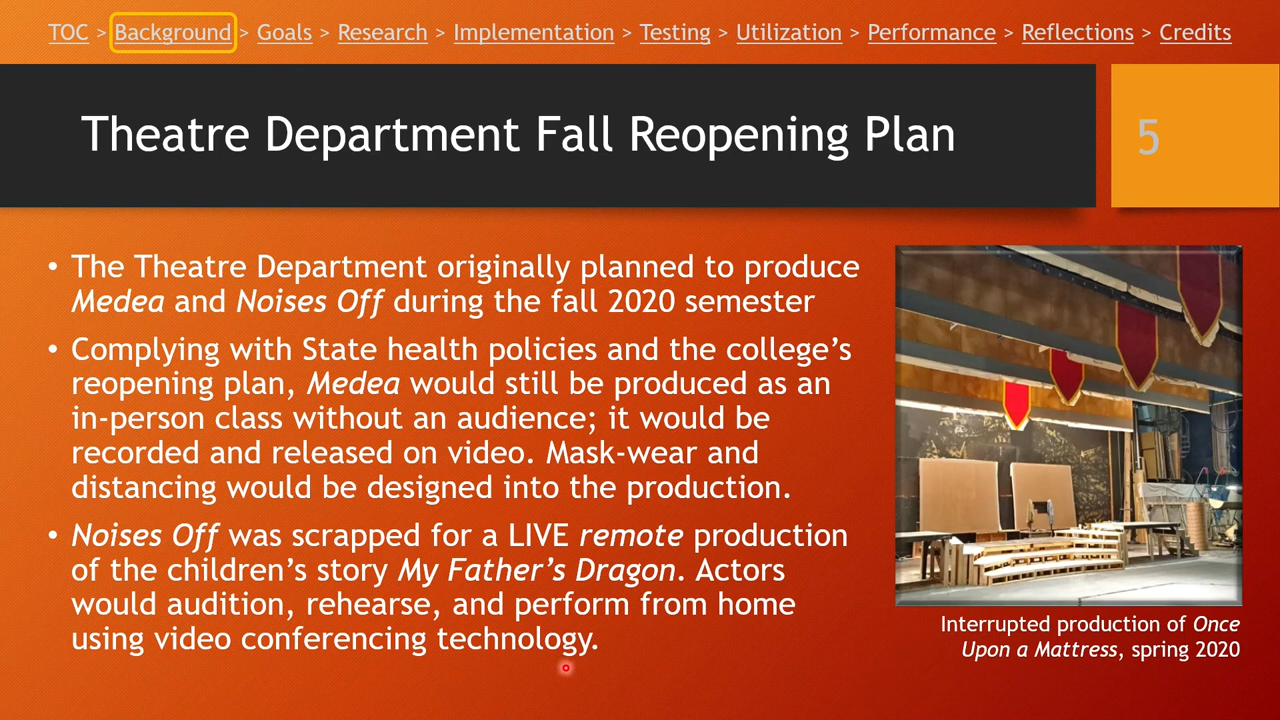 TOC > Background > Goals > Research > Implementation > Testing > Utilization > Performance > Reflections > Credits
Theatre Department Fall Reopening Plan
5
• The Theatre Department originally planned to produce
Medea and Noises Off during the fall 2020 semester
• Complying with State health policies and the college’s
reopening plan, Medea would still be produced as an
in-person class without an audience; it would be
recorded and released on video. Mask-wear and
distancing would be designed into the production.
• Noises Off was scrapped for a LIVE remote production
of the children’s story My Father’s Dragon. Actors
would audition, rehearse, and perform from home
using video conferencing technology.
Interrupted production of Once
Upon a Mattress, spring 2020